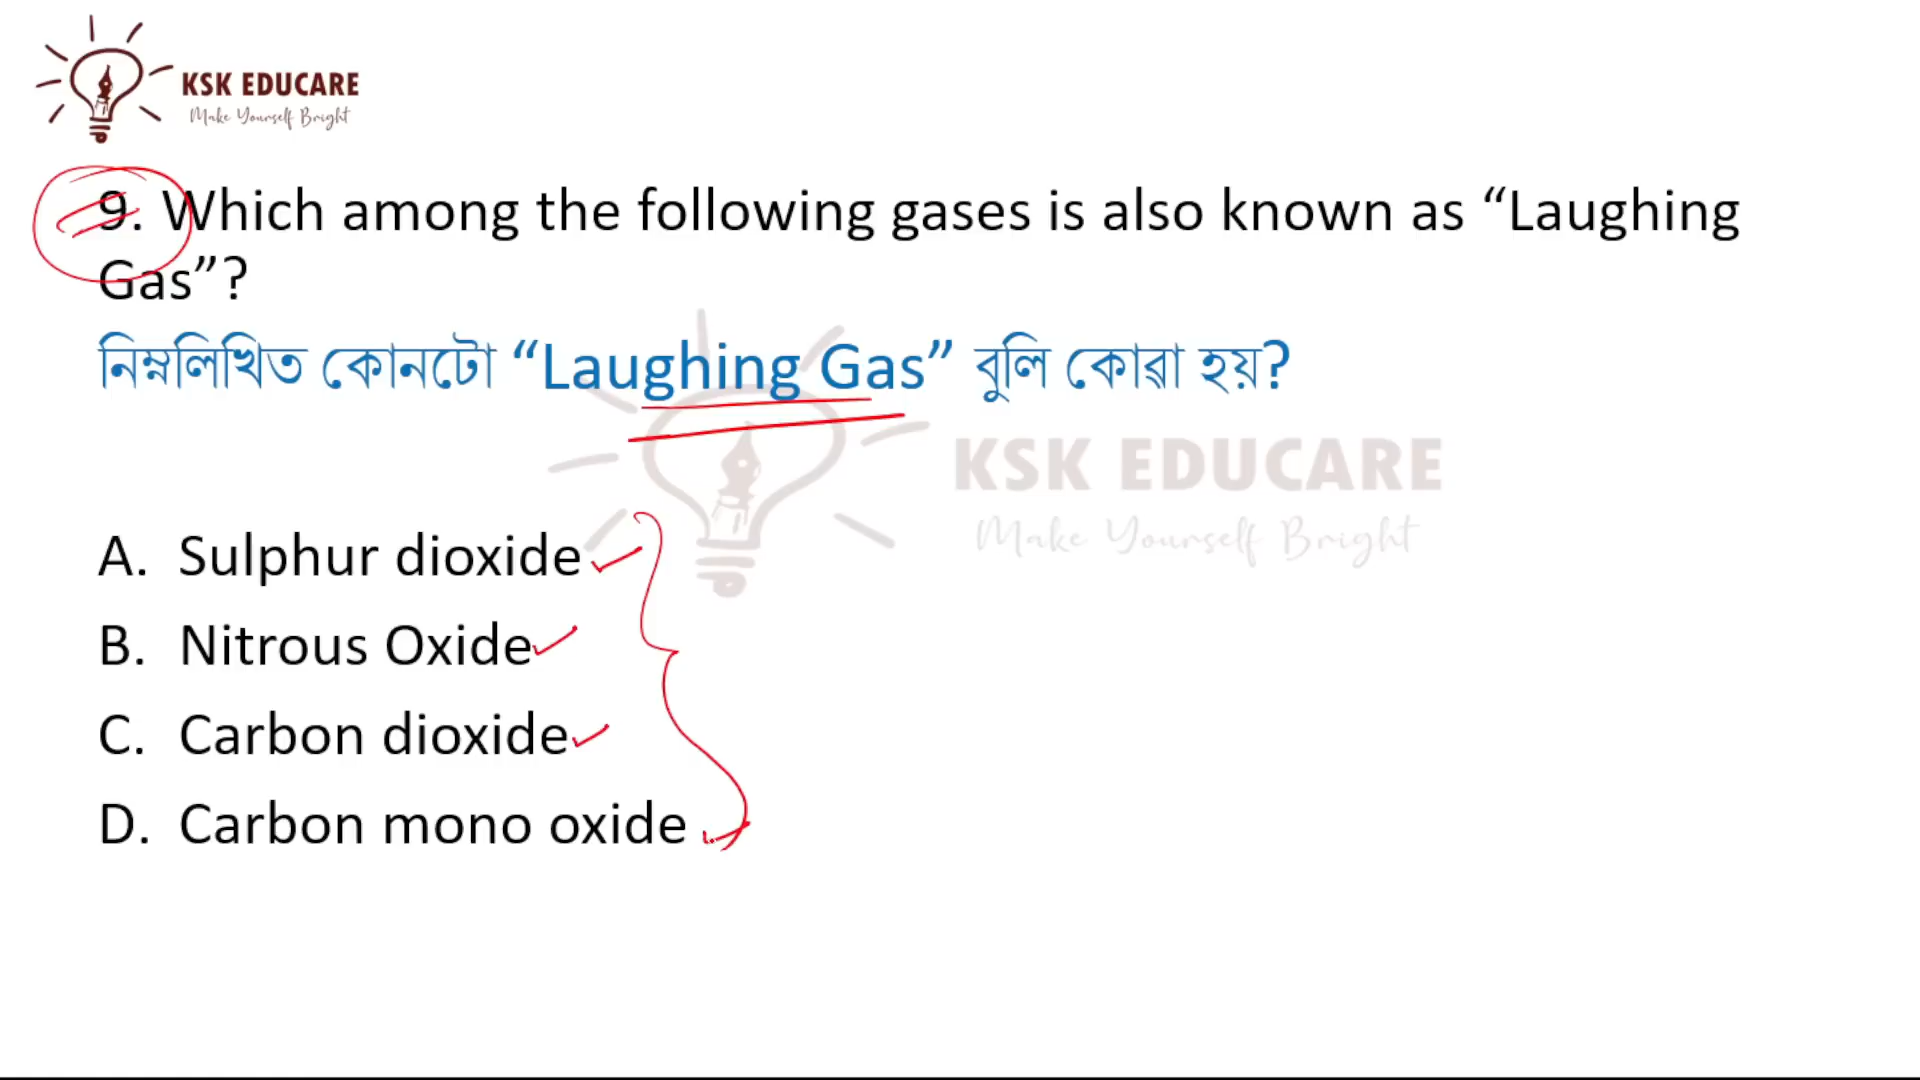 KSK EDUCARE
Make Yourself Bright
9. Which among the following gases is also known as “Laughing
Gas”?
নিম্নলিখিত কোনটো “Laughing Gas” বুলি কোৱা হয়?
KSK EDUCARE
Make Yourself Bright
A. Sulphur dioxide
B. Nitrous Oxide
C. Carbon dioxide
D. Carbon mono oxide